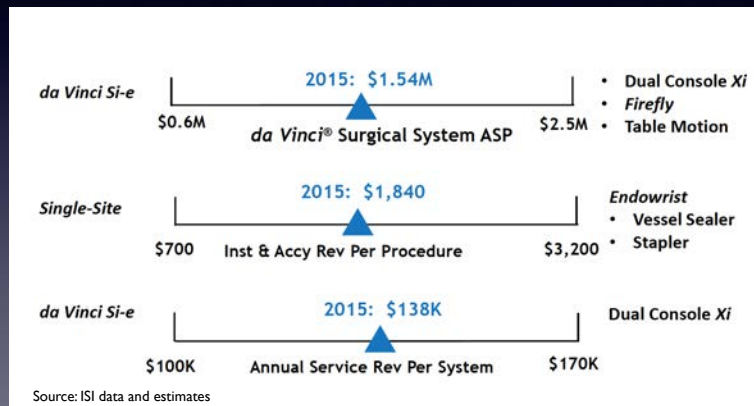 2015: $1.54M
da Vinci Si-e
$0.6M
da Vinci® Surgical System ASP
$2.5M
• Dual Console Xi
• Firefly
• Table Motion
2015: $1,840
Single-Site
$700
Inst & Accy Rev Per Procedure
$3,200
Endowrist
• Vessel Sealer
• Stapler
2015: $138K
da Vinci Si-e
$100K
Annual Service Rev Per System
$170K
Dual Console Xi
Source: ISI data and estimates